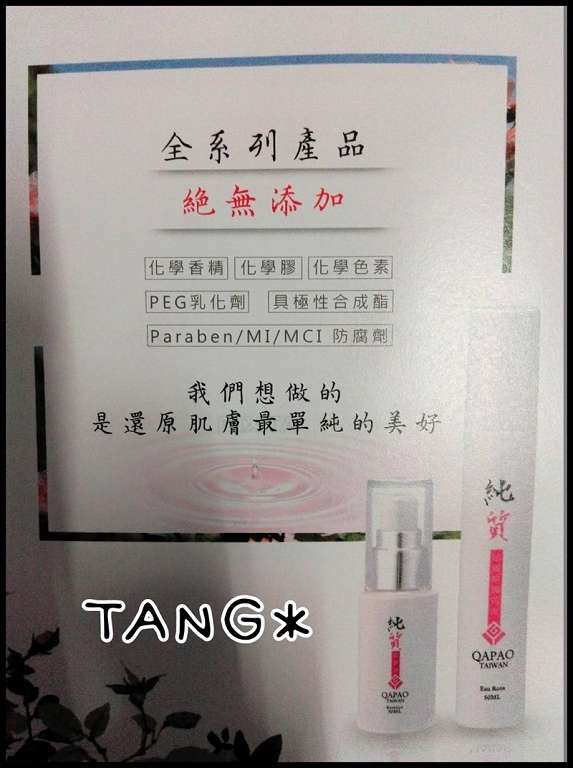 全系列產品
絕無添加
化學香精 化學膠 化學色素
PEG乳化劑 具極性合成酯
Paraben/MI/MCI 防腐劑
我們想做的
是還原肌膚最單純的美好
純質
QAPAO
TAIWAN
Eau Rose
50ML
純質
QAPAO
TAIWAN
50ML
TANG*